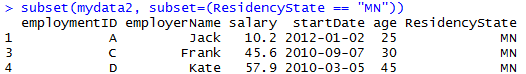 > subset(mydata2, subset=(ResidencyState == "MN"))
employmentID employerName salary startDate age ResidencyState
1 A Jack 10.2 2012-01-02 25 MN
3 C Frank 45.6 2010-09-07 30 MN
4 D Kate 57.9 2010-03-05 45 MN